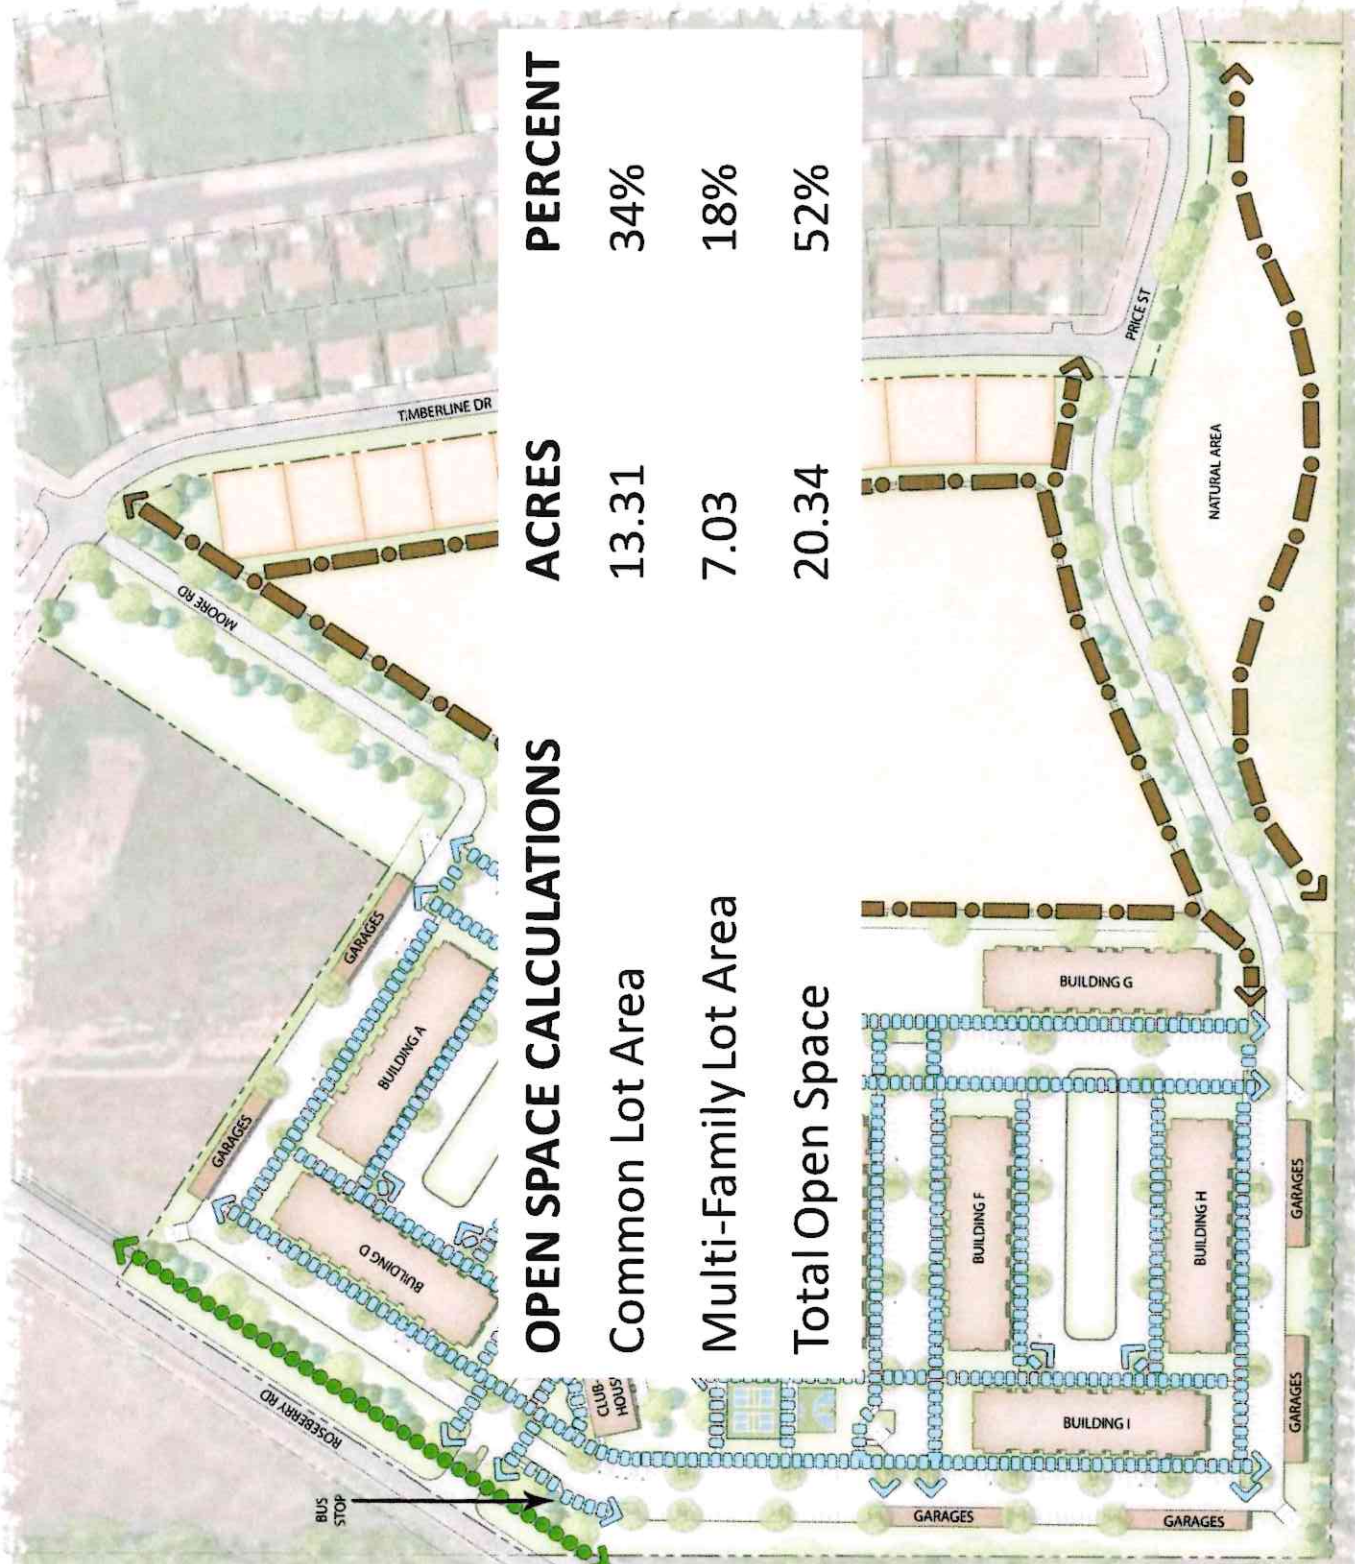 OPEN SPACE CALCULATIONS ACRES PERCENT
Common Lot Area 13.31 34%
Multi-Family Lot Area 7.03 18%
Total Open Space 20.34 52%
BUS
STOP
ROSEBERRY RD
GARAGES
GARAGES
BUILDING A
BUILDING D
MOORE RD
TIMBERLINE DR
CLUB-
HOUS
BUILDING I
BUILDING F
BUILDING G
BUILDING H
GARAGES
GARAGES
GARAGES
GARAGES
PRICE ST
NATURAL AREA